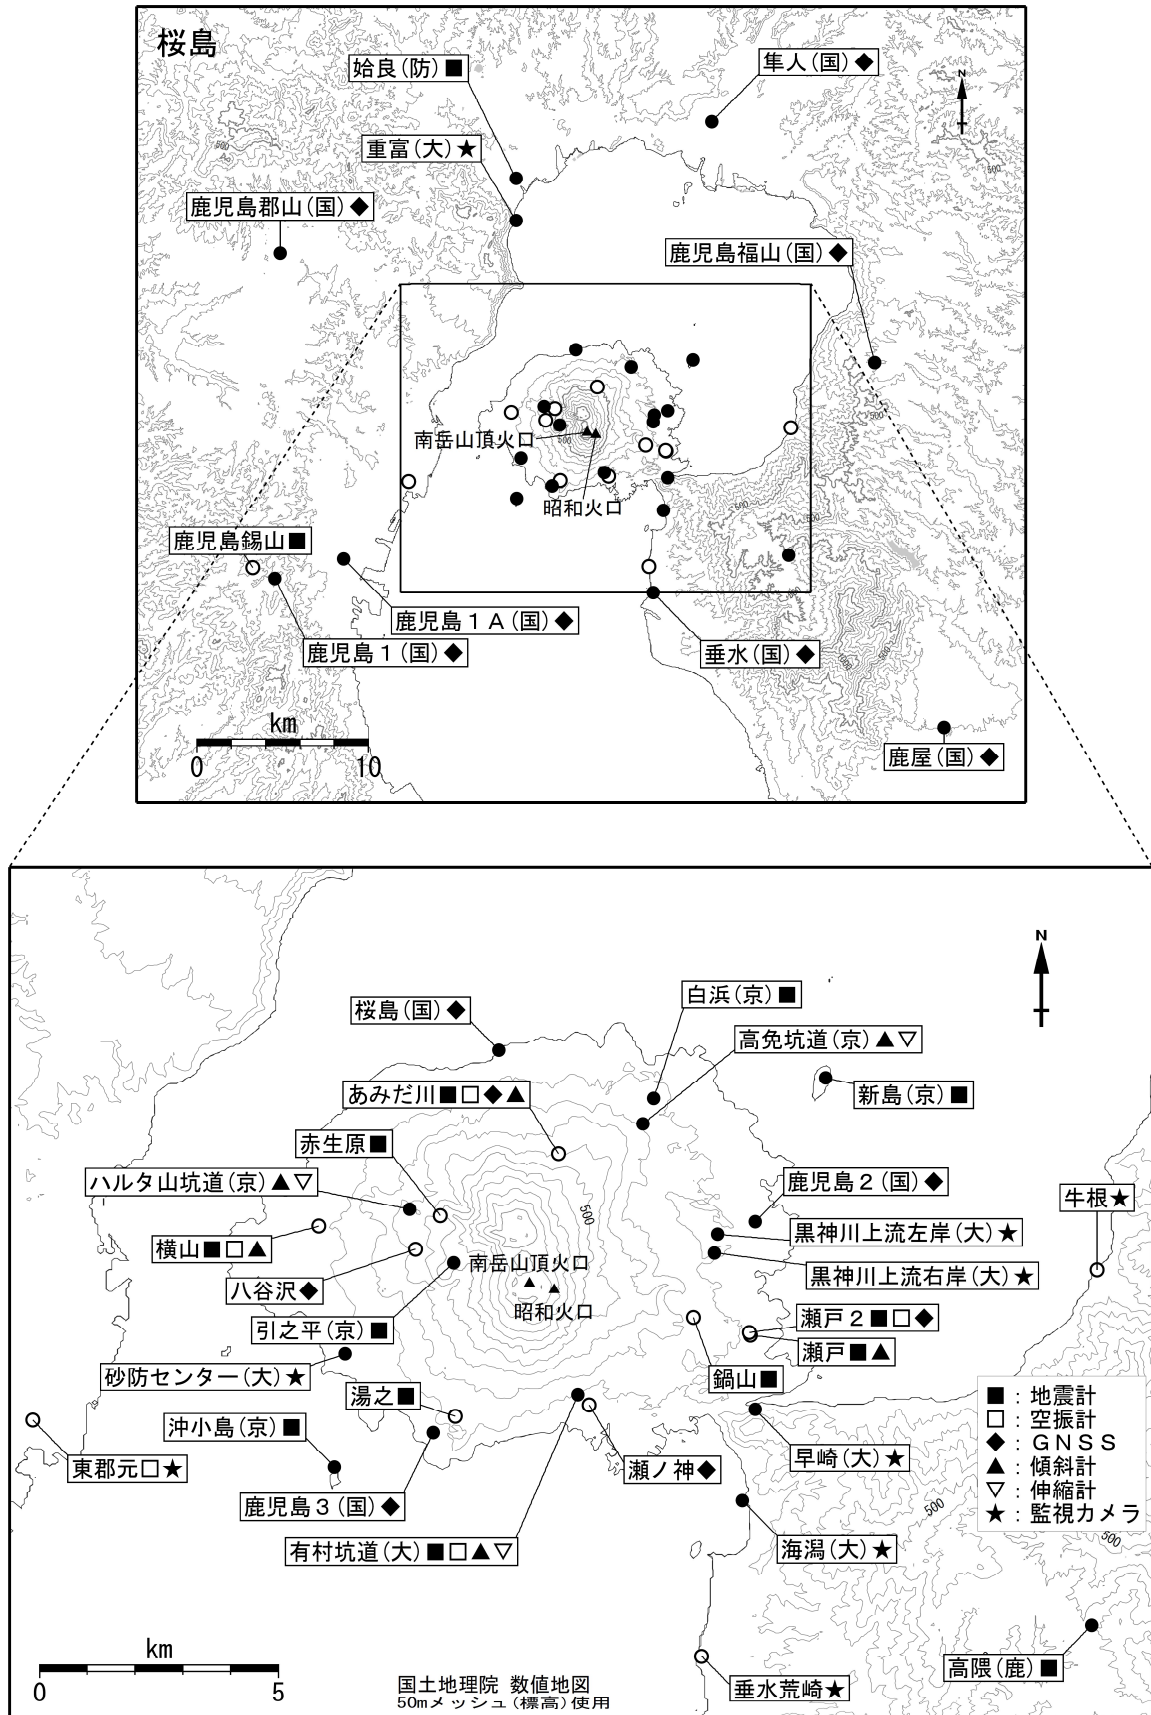 桜島
姶良(防)■
隼人(国)◆
N
重富(大)★
鹿児島郡山(国)◆
鹿児島福山(国)◆
500
500
500
南岳山頂火口
500
昭和火口
500
500
鹿児島錫山■
鹿児島１Ａ(国)◆
鹿児島１(国)◆
垂水(国)◆
1000
km
0 10
鹿屋(国)◆
N
白浜(京)■
桜島(国)◆
高免坑道(京)▲▽
あみだ川■□◆▲
新島(京)■
赤生原■
ハルタ山坑道(京)▲▽
鹿児島２(国)◆
牛根★
500
黒神川上流左岸(大)★
横山■□▲
南岳山頂火口
黒神川上流右岸(大)★
八谷沢◆
昭和火口
瀬戸２■□◆
引之平(京)■
瀬戸■▲
砂防センター(大)★
鍋山■
湯之■
■：地震計
□：空振計
◆：ＧＮＳＳ
▲：傾斜計
▽：伸縮計
★：監視カメラ
沖小島(京)■
東郡元□★
早崎(大)★
瀬ノ神◆
鹿児島３(国)◆
500
500
有村坑道(大)■□▲▽
海潟(大)★
km
0 5
高隈(鹿)■
垂水荒崎★
国土地理院 数値地図
50mメッシュ(標高)使用